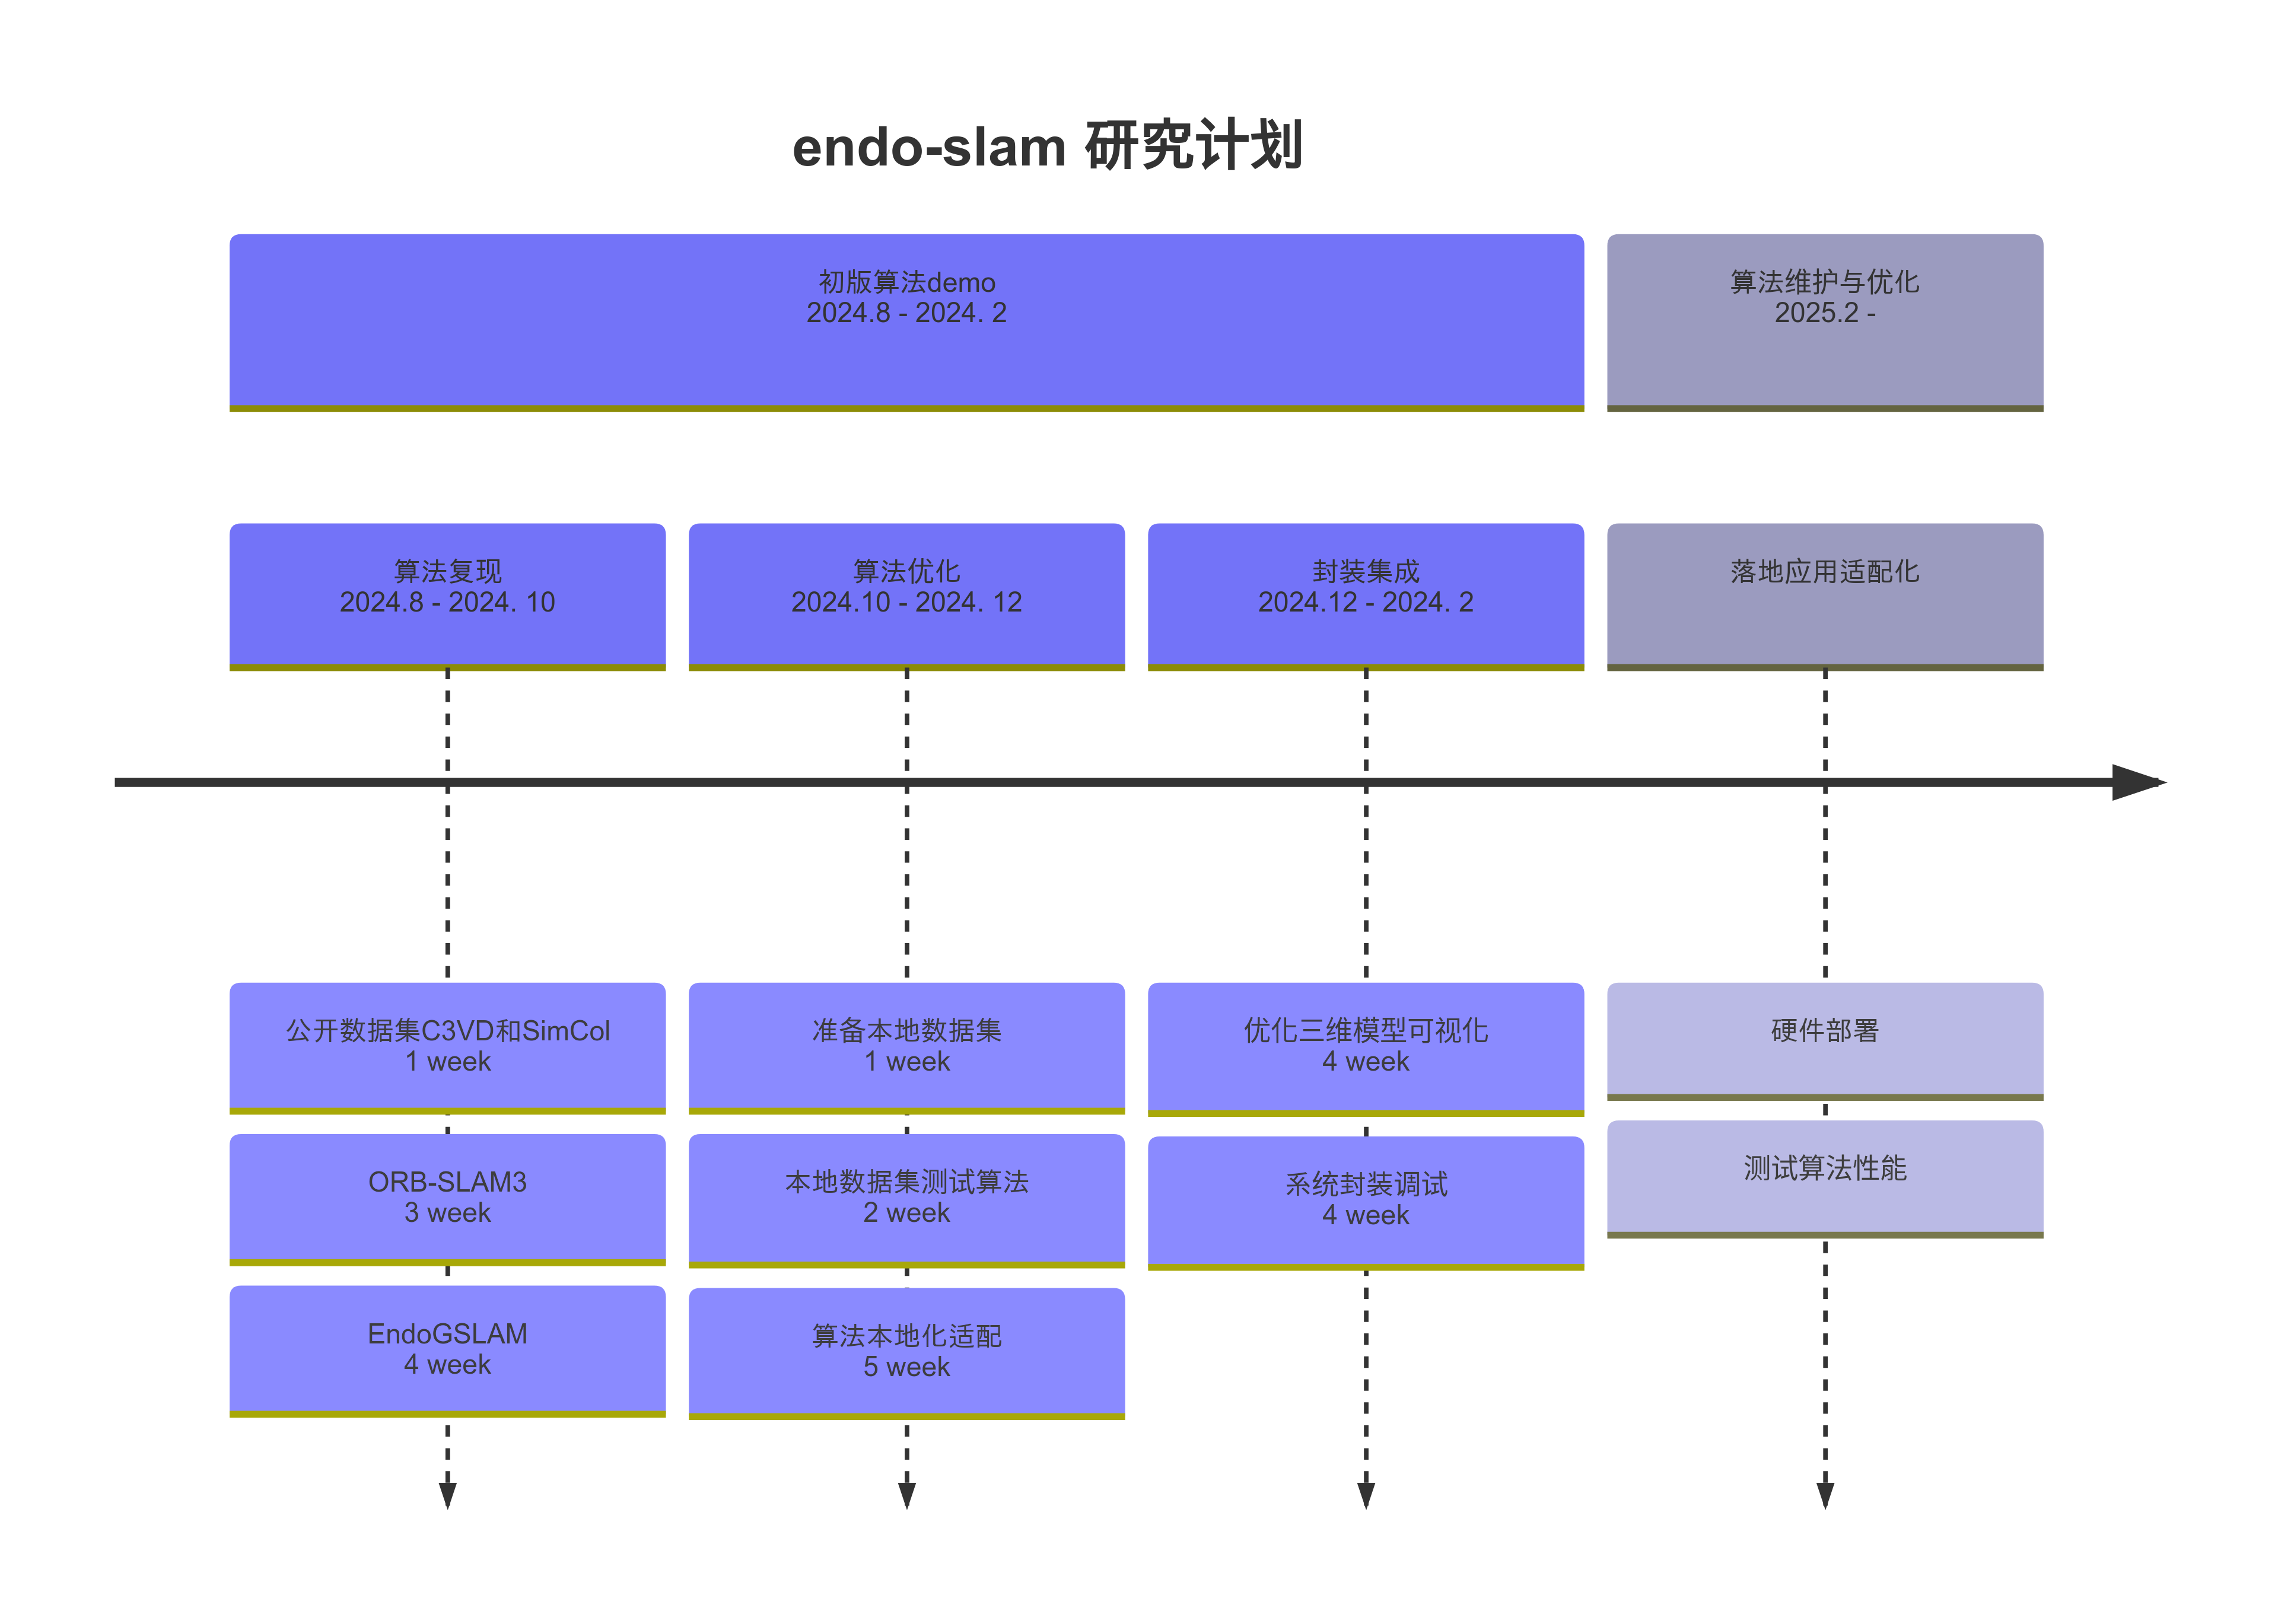 endo-slam 研究计划
初版算法demo
2024.8 - 2024. 2
算法维护与优化
2025.2 -
算法复现
2024.8 - 2024. 10
算法优化
2024.10 - 2024. 12
封装集成
2024.12 - 2024. 2
落地应用适配化
公开数据集C3VD和SimCol
1 week
ORB-SLAM3
3 week
EndoGSLAM
4 week
准备本地数据集
1 week
本地数据集测试算法
2 week
算法本地化适配
5 week
优化三维模型可视化
4 week
系统封装调试
4 week
硬件部署
测试算法性能